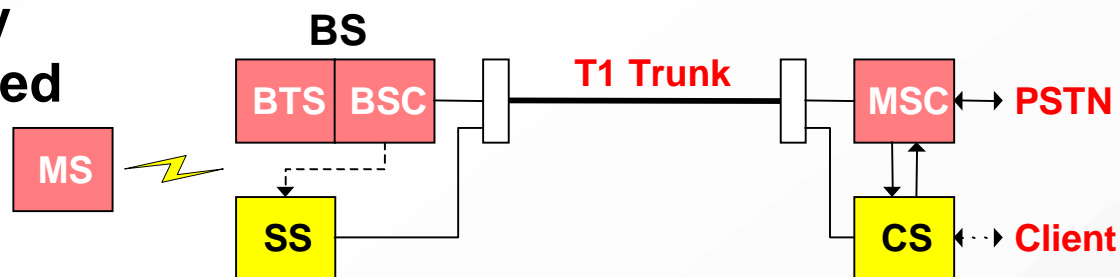 ed
BS
T1 Trunk
BTS BSC
MSC
PSTN
MS
SS
CS
Client